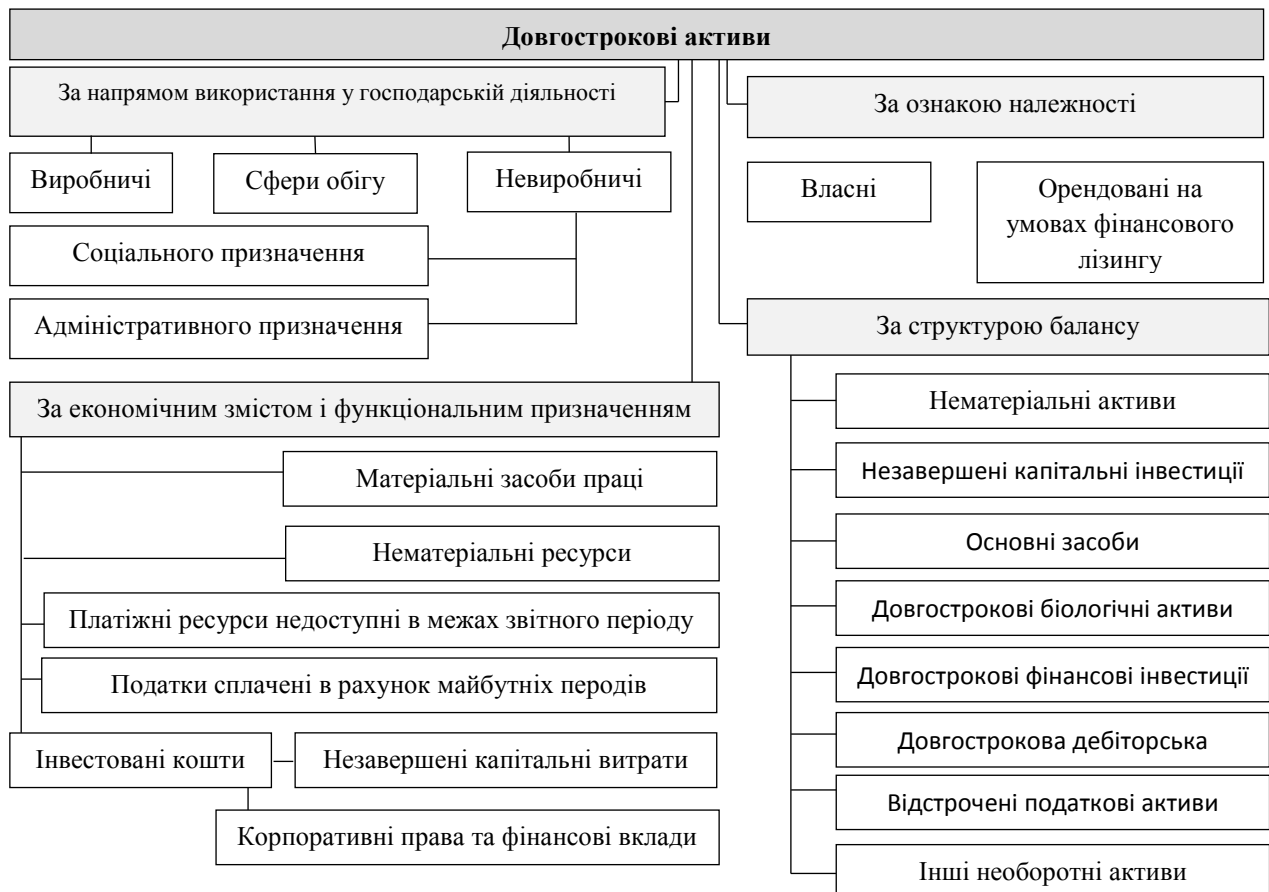 Довгострокові активи
За напрямом використання у господарській діяльності
Виробничі
Сфери обігу
Невиробничі
Соціального призначення
Адміністративного призначення
За ознакою належності
Власні
Орендовані на
умовах фінансового
лізингу
За економічним змістом і функціональним призначенням
Матеріальні засоби праці
Нематеріальні ресурси
Платіжні ресурси недоступні в межах звітного періоду
Податки сплачені в рахунок майбутніх перодів
Інвестовані кошти
Незавершені капітальні витрати
Корпоративні права та фінансові вклади
За структурою балансу
Нематеріальні активи
Незавершені капітальні інвестиції
Основні засоби
Довгострокові біологічні активи
Довгострокові фінансові інвестиції
Довгострокова дебіторська
Відстрочені податкові активи
Інші необоротні активи